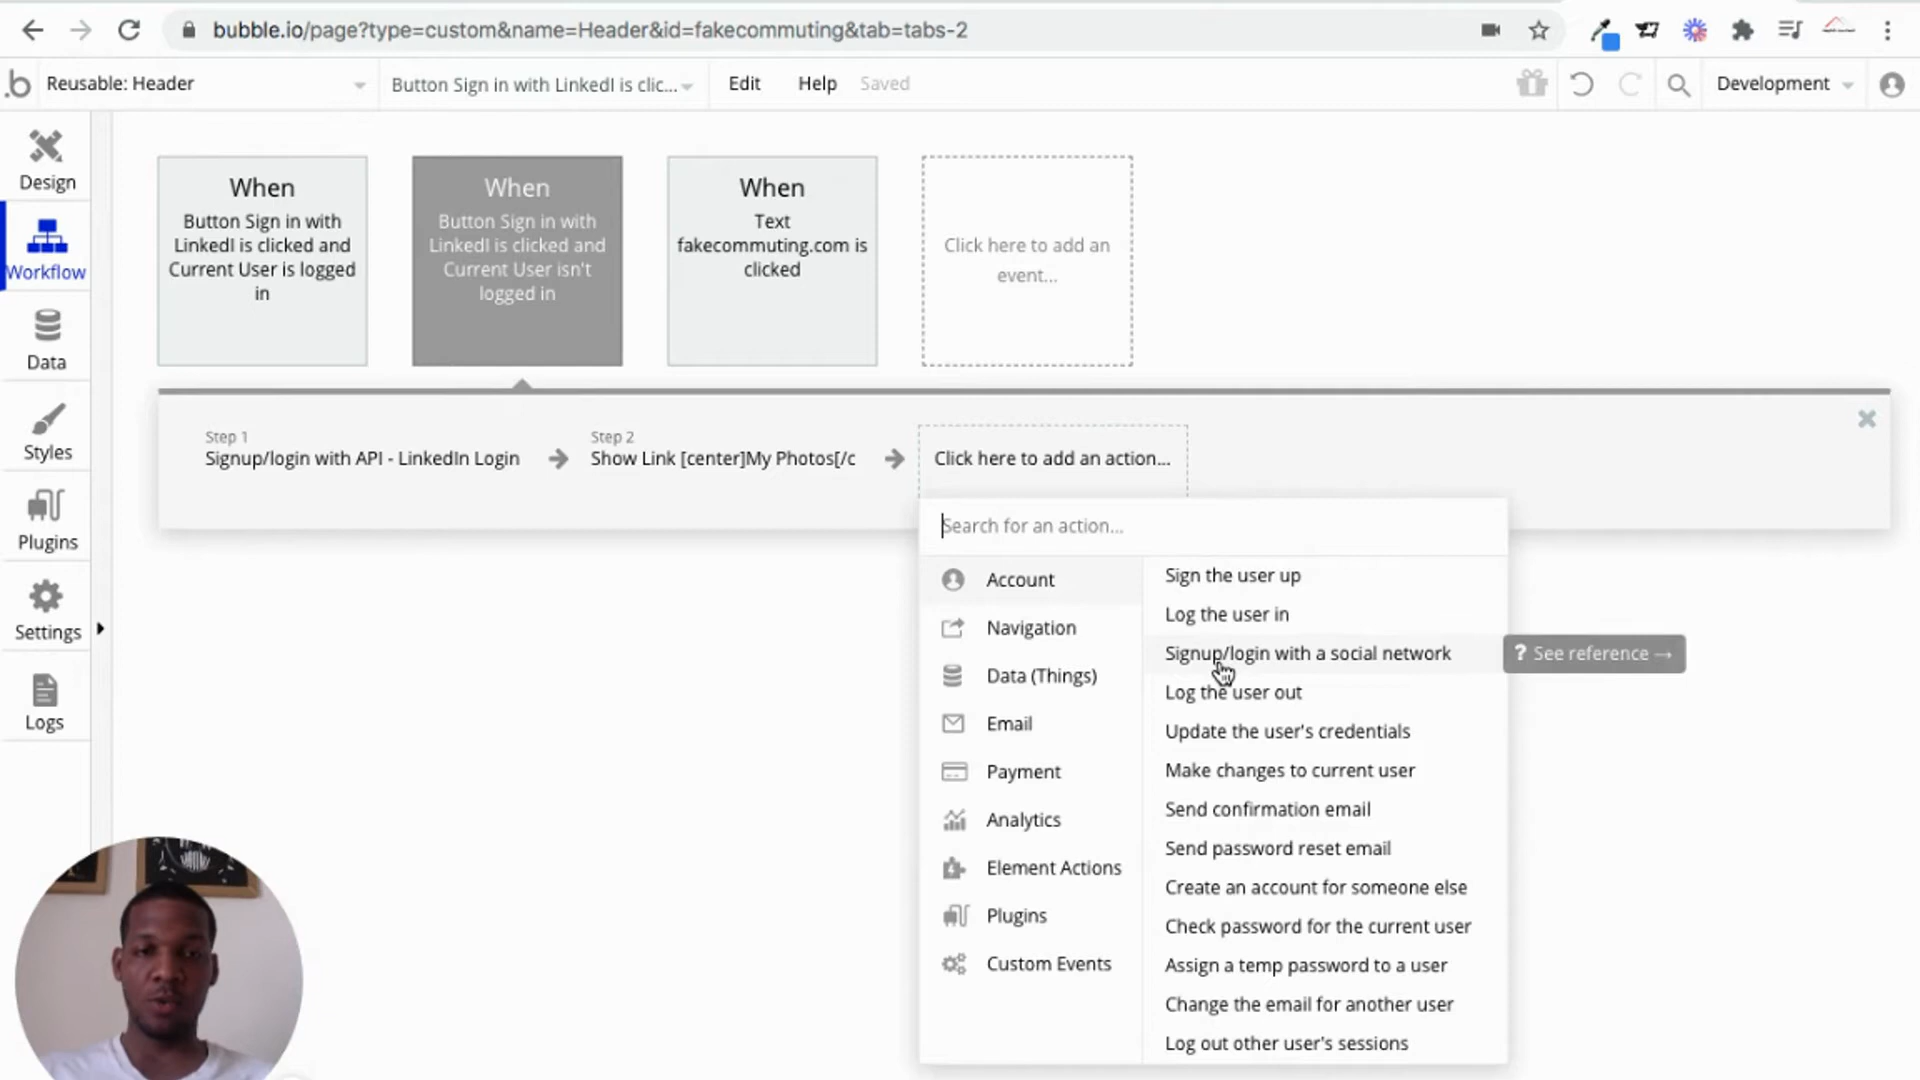 bubble.io/page?type=custom&name=Header&id=fakecommuting&tab=tabs-2
.b
Reusable: Header
Button Sign in with LinkedI is clic...
Edit
Help
Saved
Development
Design
Workflow
Data
Styles
Plugins
Settings
Logs
When
Button Sign in with
LinkedI is clicked and
Current User is logged
in
When
Button Sign in with
LinkedI is clicked and
Current User isn't
logged in
When
Text
fakecommuting.com is
clicked
Click here to add an
event...
Step 1
Signup/login with API - LinkedIn Login
Step 2
Show Link [center]My Photos[/c
Click here to add an action...
Search for an action...
Account
Navigation
Data (Things)
Email
Payment
Analytics
Element Actions
Plugins
Custom Events
Sign the user up
Log the user in
Signup/login with a social network
Log the user out
Update the user's credentials
Make changes to current user
Send confirmation email
Send password reset email
Create an account for someone else
Check password for the current user
Assign a temp password to a user
Change the email for another user
Log out other user's sessions
? See reference →